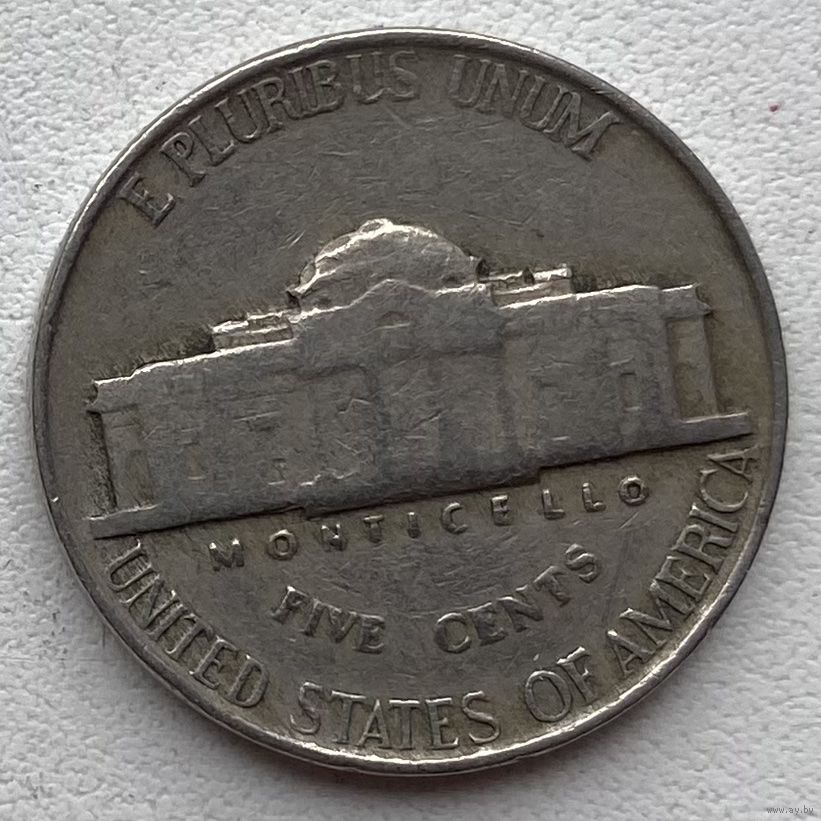 E PLURIBUS UNUM
MONTICELLO
FIVE CENTS
UNITED STATES OF AMERICA
www.ay.by